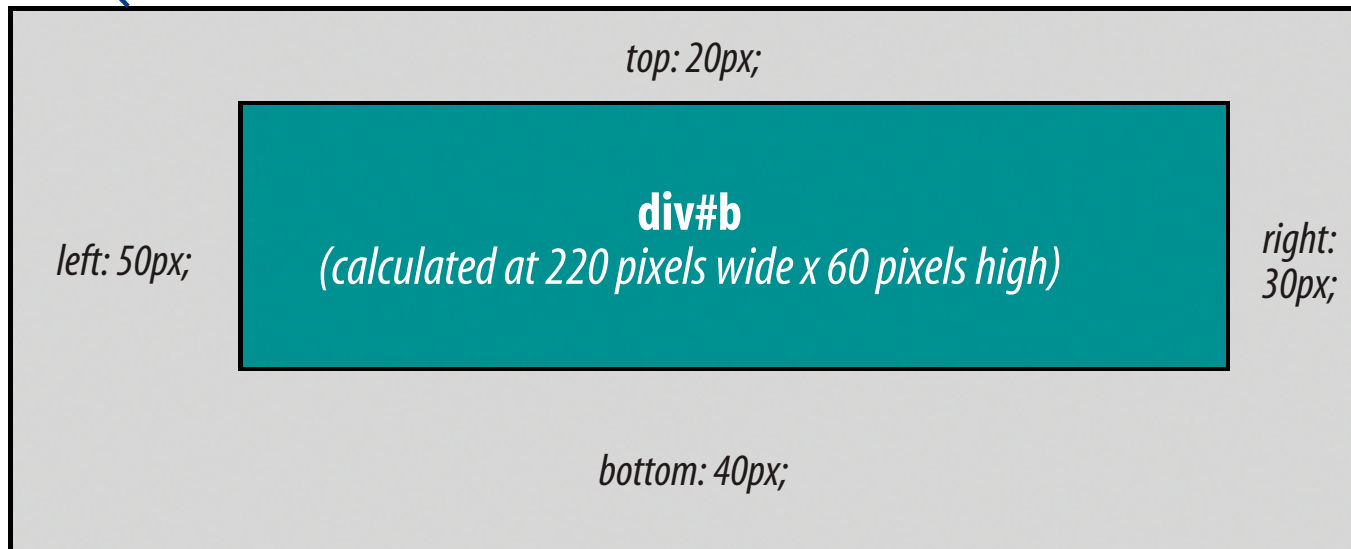 top: 20px;
div#b
(calculated at 220 pixels wide x 60 pixels high)
left: 50px;
right:
30px;
bottom: 40px;